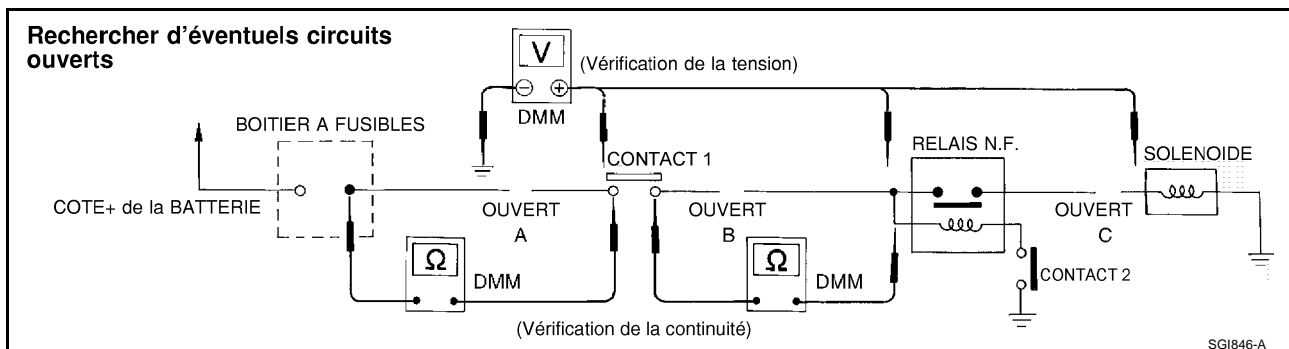 Rechercher d'éventuels circuits
ouverts
V
(Vérification de la tension)
DMM
BOITIER A FUSIBLES
CONTACT 1
RELAIS N.F.
SOLENOIDE
COTE+ de la BATTERIE
OUVERT
A
OUVERT
B
OUVERT
C
Ω
DMM
Ω
DMM
CONTACT 2
(Vérification de la continuité)
SGI846-A